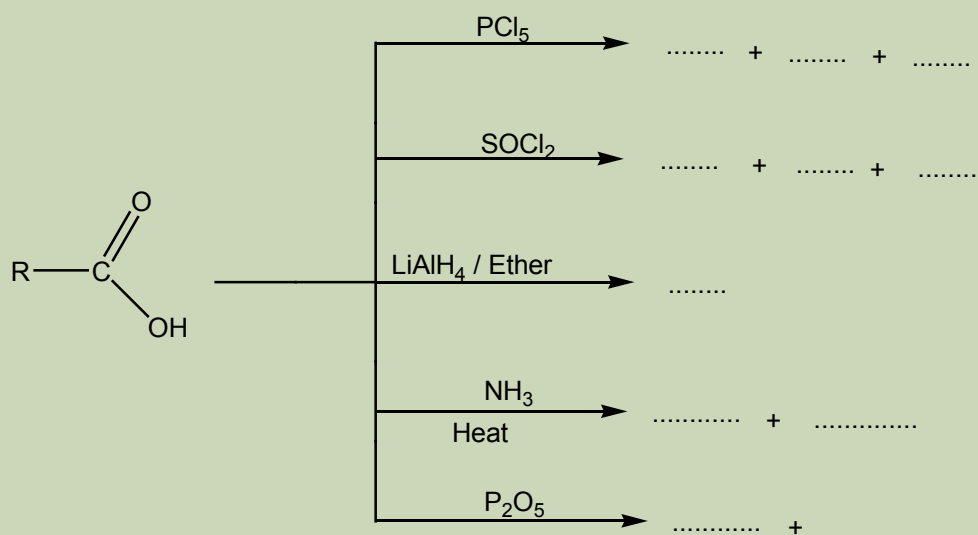 PCl₅
........ + ........ + ........
SOCl₂
........ + ........ + ........
O
R C
OH
LiAlH₄ / Ether
........
NH₃
Heat
............ + ..............
P₂O₅
............ +